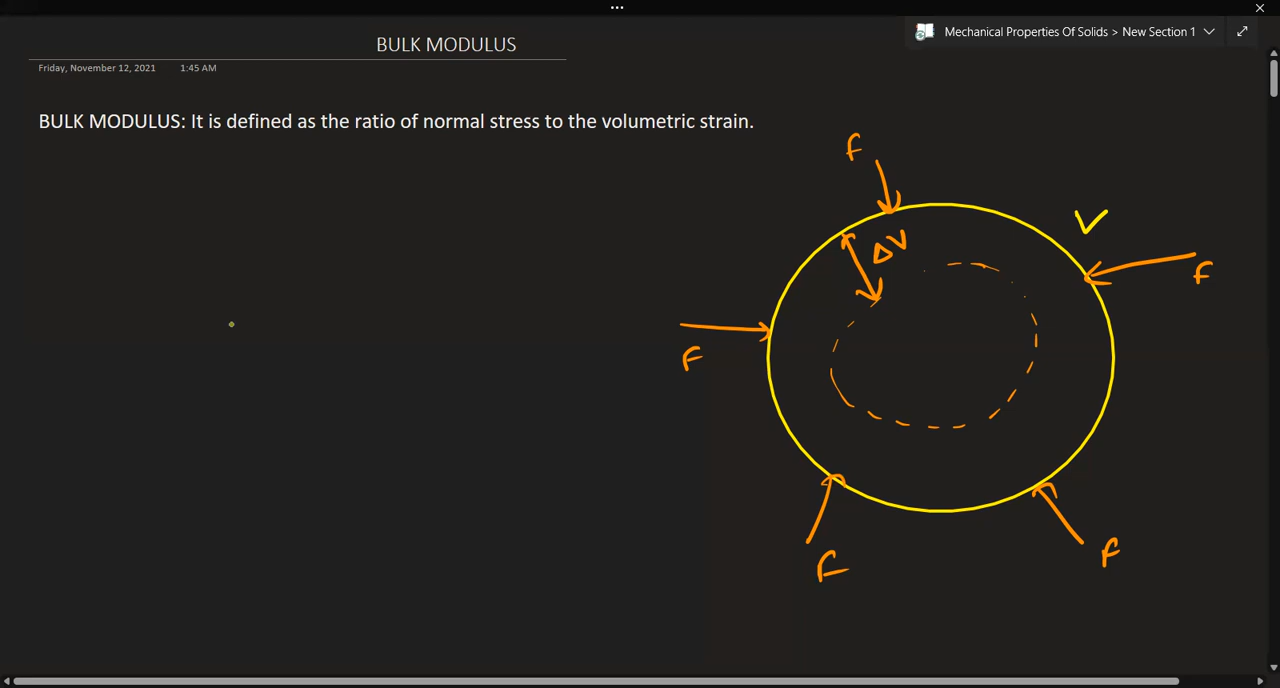 Mechanical Properties Of Solids > New Section 1
BULK MODULUS
Friday, November 12, 2021 1:45 AM
BULK MODULUS: It is defined as the ratio of normal stress to the volumetric strain.
F
V
ΔV
F
F
F
F